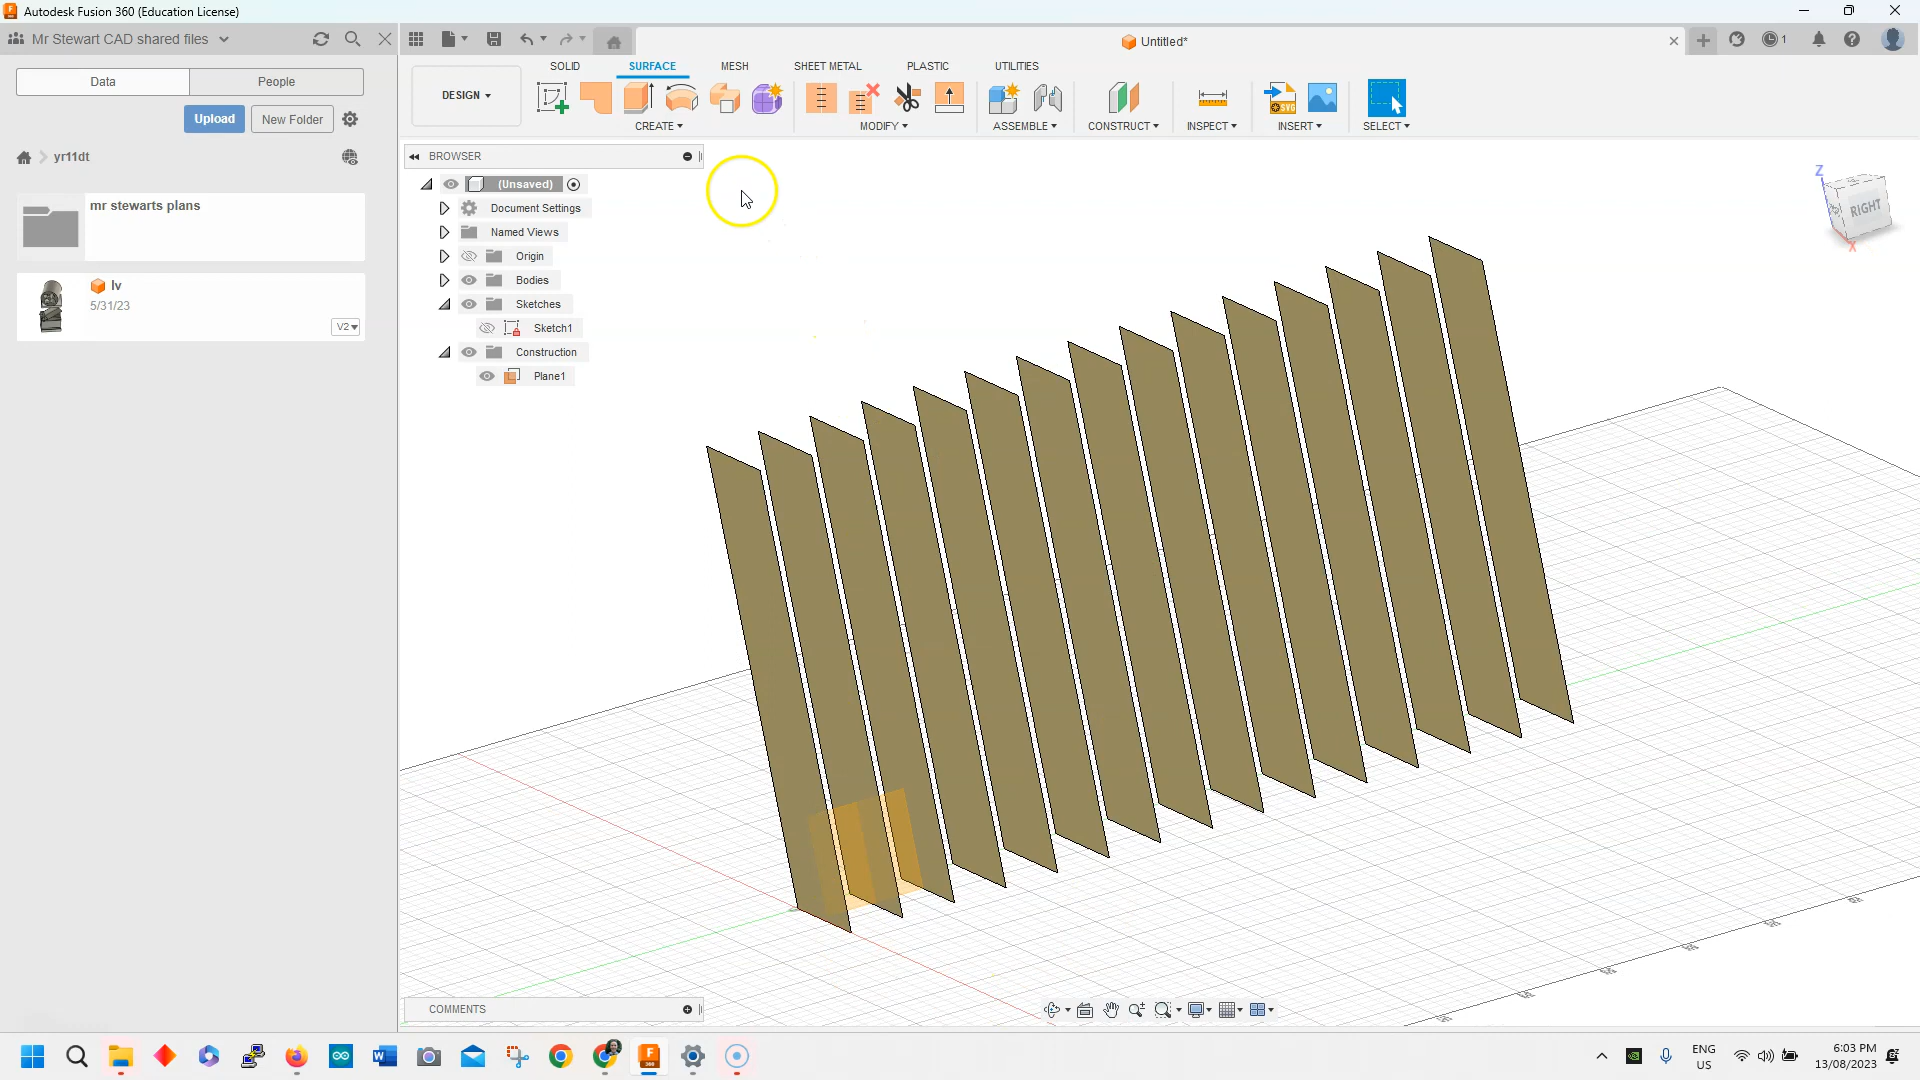 Autodesk Fusion 360 (Education License)
Mr Stewart CAD shared files
Untitled*
1
Data
People
Upload
New Folder
yr11dt
mr stewarts plans
lv
5/31/23
V2
DESIGN
SOLID
SURFACE
MESH
SHEET METAL
PLASTIC
UTILITIES
CREATE
MODIFY
ASSEMBLE
CONSTRUCT
INSPECT
INSERT
SELECT
SVG
BROWSER
(Unsaved)
Document Settings
Named Views
Origin
Bodies
Sketches
Sketch1
Construction
Plane1
Z
RIGHT
X
COMMENTS
ENG
US
6:03 PM
13/08/2023